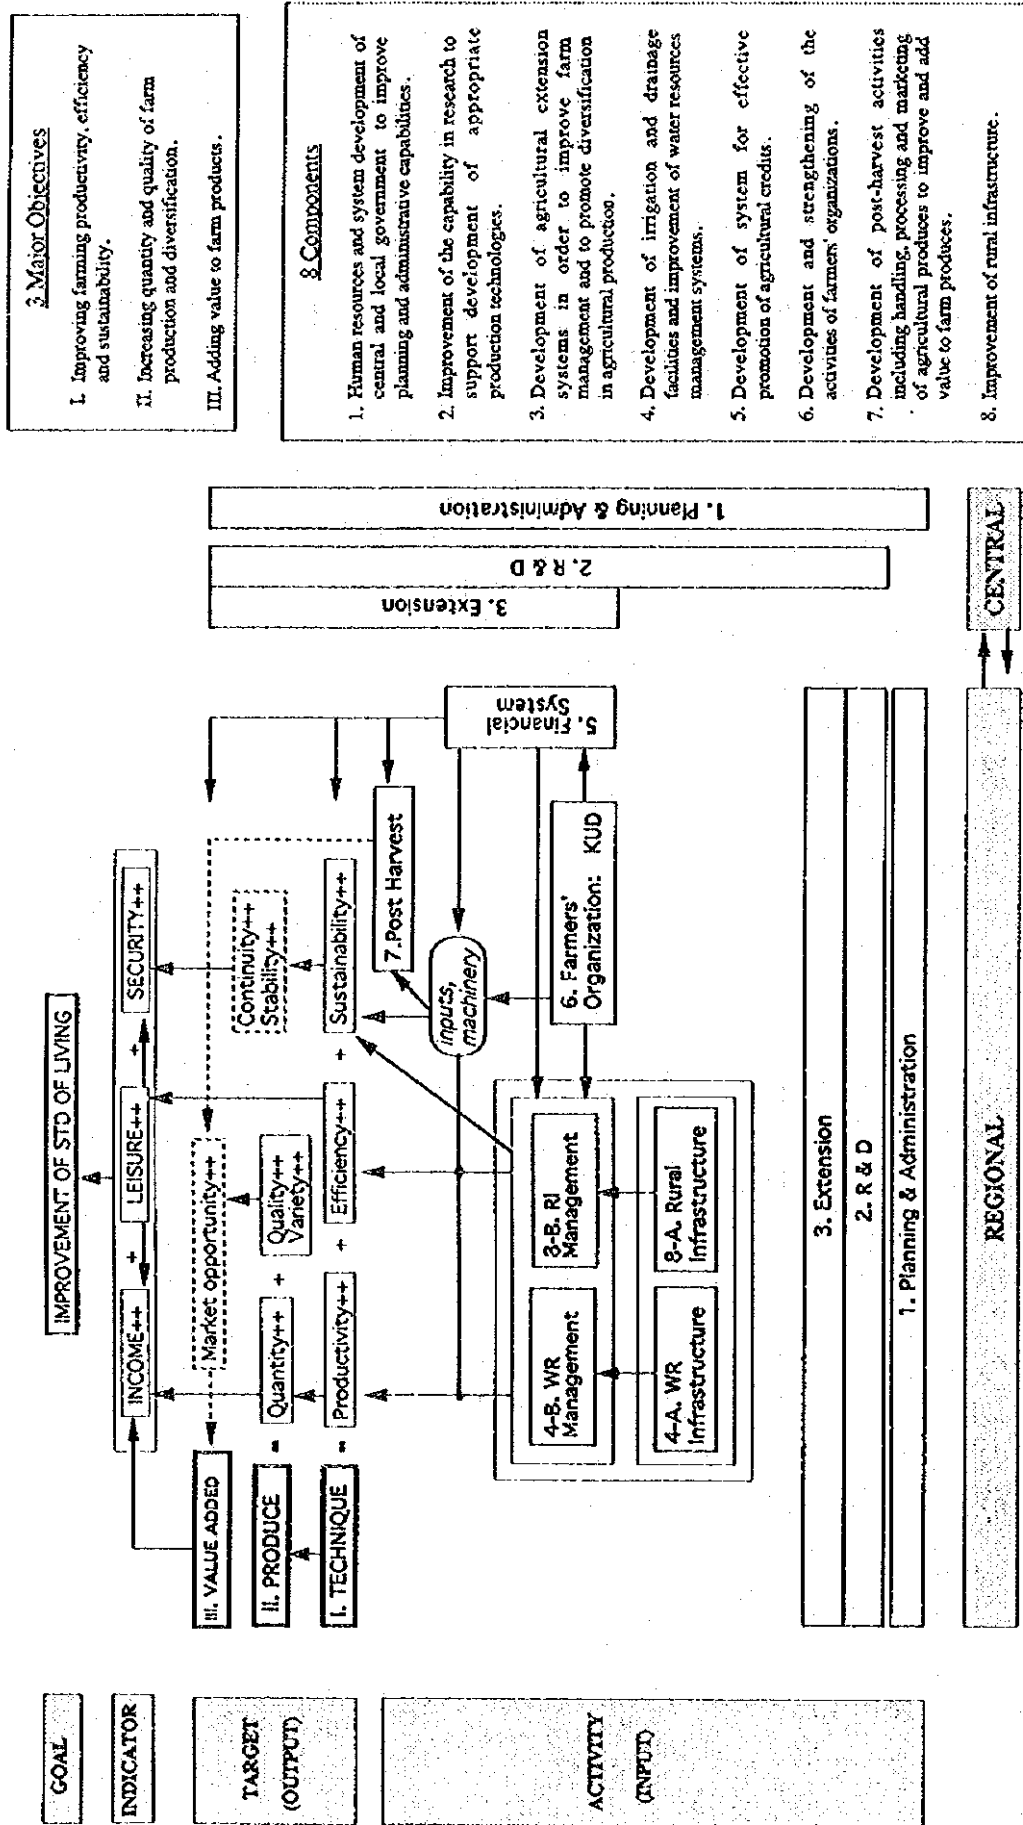 GOAL
INDICATOR
TARGET
(OUTPUT)
ACTIVITY
(INPUT)
IMPROVEMENT OF STD OF LIVING
INCOME++ + LEISURE++ + SECURITY++
III. VALUE ADDED
Market opportunity++
Continuity++
Stability++
II. PRODUCE = Quantity++ + Quality++
Variety++
I. TECHNIQUE = Productivity++ + Efficiency++ + Sustainability++
7.Post Harvest
inputs,
machinery
5. Financial
System
4-B. WR
Management
3-B. RI
Management
6. Farmers'
Organization: KUD
4-A. WR
Infrastructure
8-A. Rural
Infrastructure
3. Extension
2. R & D
1. Planning & Administration
3. Extension
2. R & D
1. Planning & Administration
REGIONAL
CENTRAL
3 Major Objectives
I. Improving farming productivity, efficiency
and sustainability.
II. Increasing quantity and quality of farm
production and diversification.
III. Adding value to farm products.
8 Components
1. Human resources and system development of
central and local government to improve
planning and administrative capabilities.
2. Improvement of the capability in research to
support development of appropriate
production technologies.
3. Development of agricultural extension
systems in order to improve farm
management and to promote diversification
in agricultural production.
4. Development of irrigation and drainage
facilities and improvement of water resources
management systems.
5. Development of system for effective
promotion of agricultural credits.
6. Development and strengthening of the
activities of farmers' organizations.
7. Development of post-harvest activities
including handling, processing and marketing
of agricultural produces to improve and add
value to farm produces.
8. Improvement of rural infrastructure.